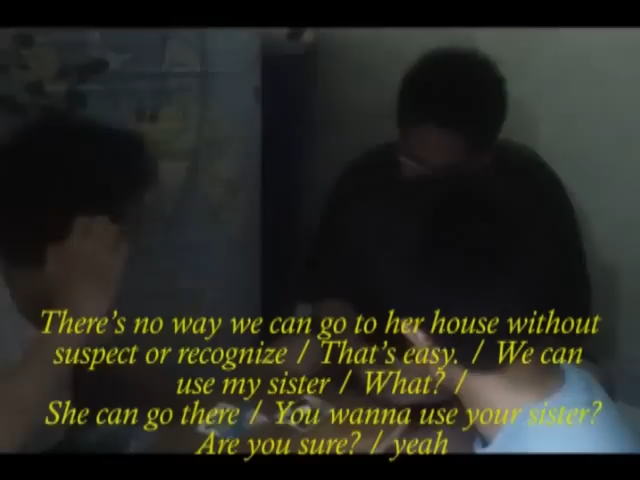 There's no way we can go to her house without
suspect or recognize / That's easy. / We can
use my sister / What? /
She can go there / You wanna use your sister?
Are you sure? / yeah